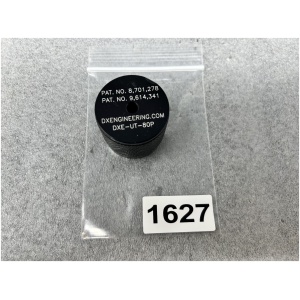 PAT. NO. 8,701,278
PAT. NO. 9,614,341
DXENGINEERING.COM
DXE-UT-80P
1627